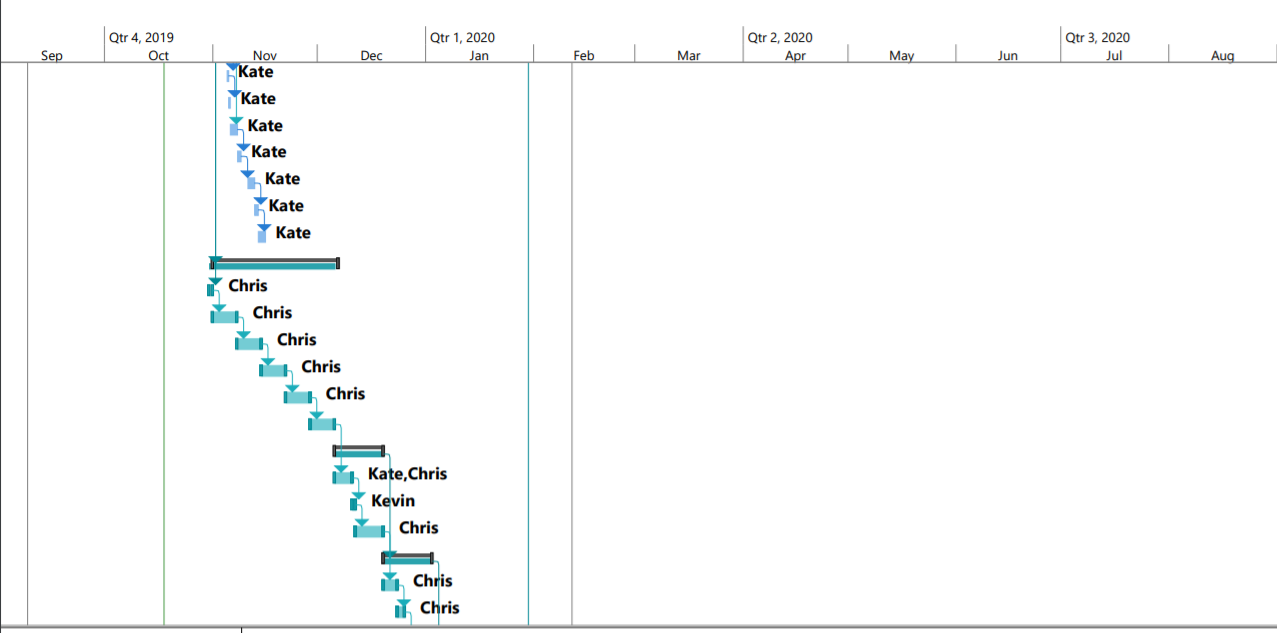 Qtr 4, 2019 Qtr 1, 2020 Qtr 2, 2020 Qtr 3, 2020
Sep Oct Nov Dec Jan Feb Mar Apr May Jun Jul Aug
Kate
Kate
Kate
Kate
Kate
Kate
Kate
Chris
Chris
Chris
Chris
Chris
Kate,Chris
Kevin
Chris
Chris
Chris